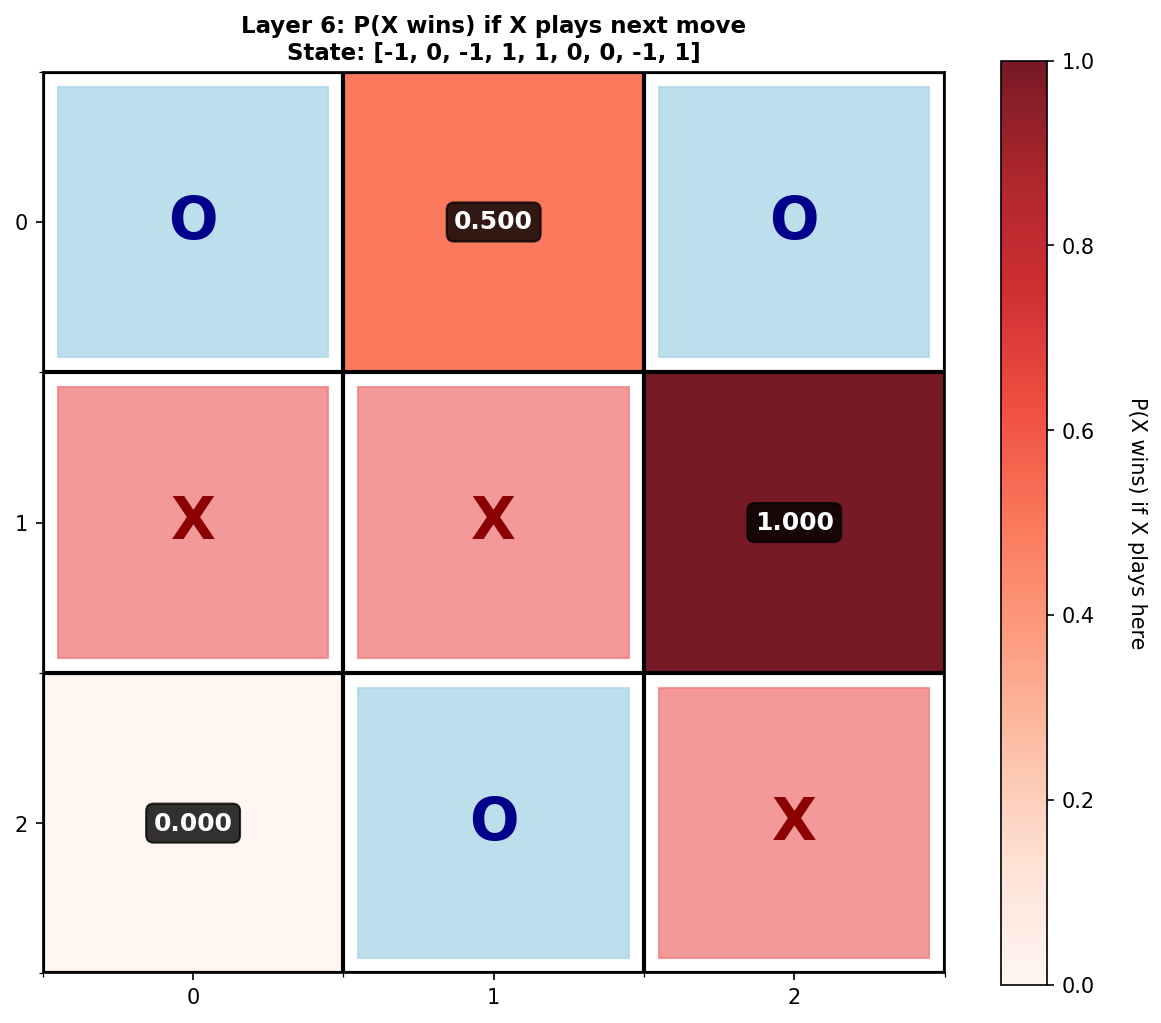 Layer 6: P(X wins) if X plays next move
State: [-1, 0, -1, 1, 1, 0, 0, -1, 1]
0 O 0.500 O
1 X X 1.000
2 0.000 O X
0 1 2
1.0
0.8
0.6
0.4
0.2
0.0
P(X wins) if X plays here